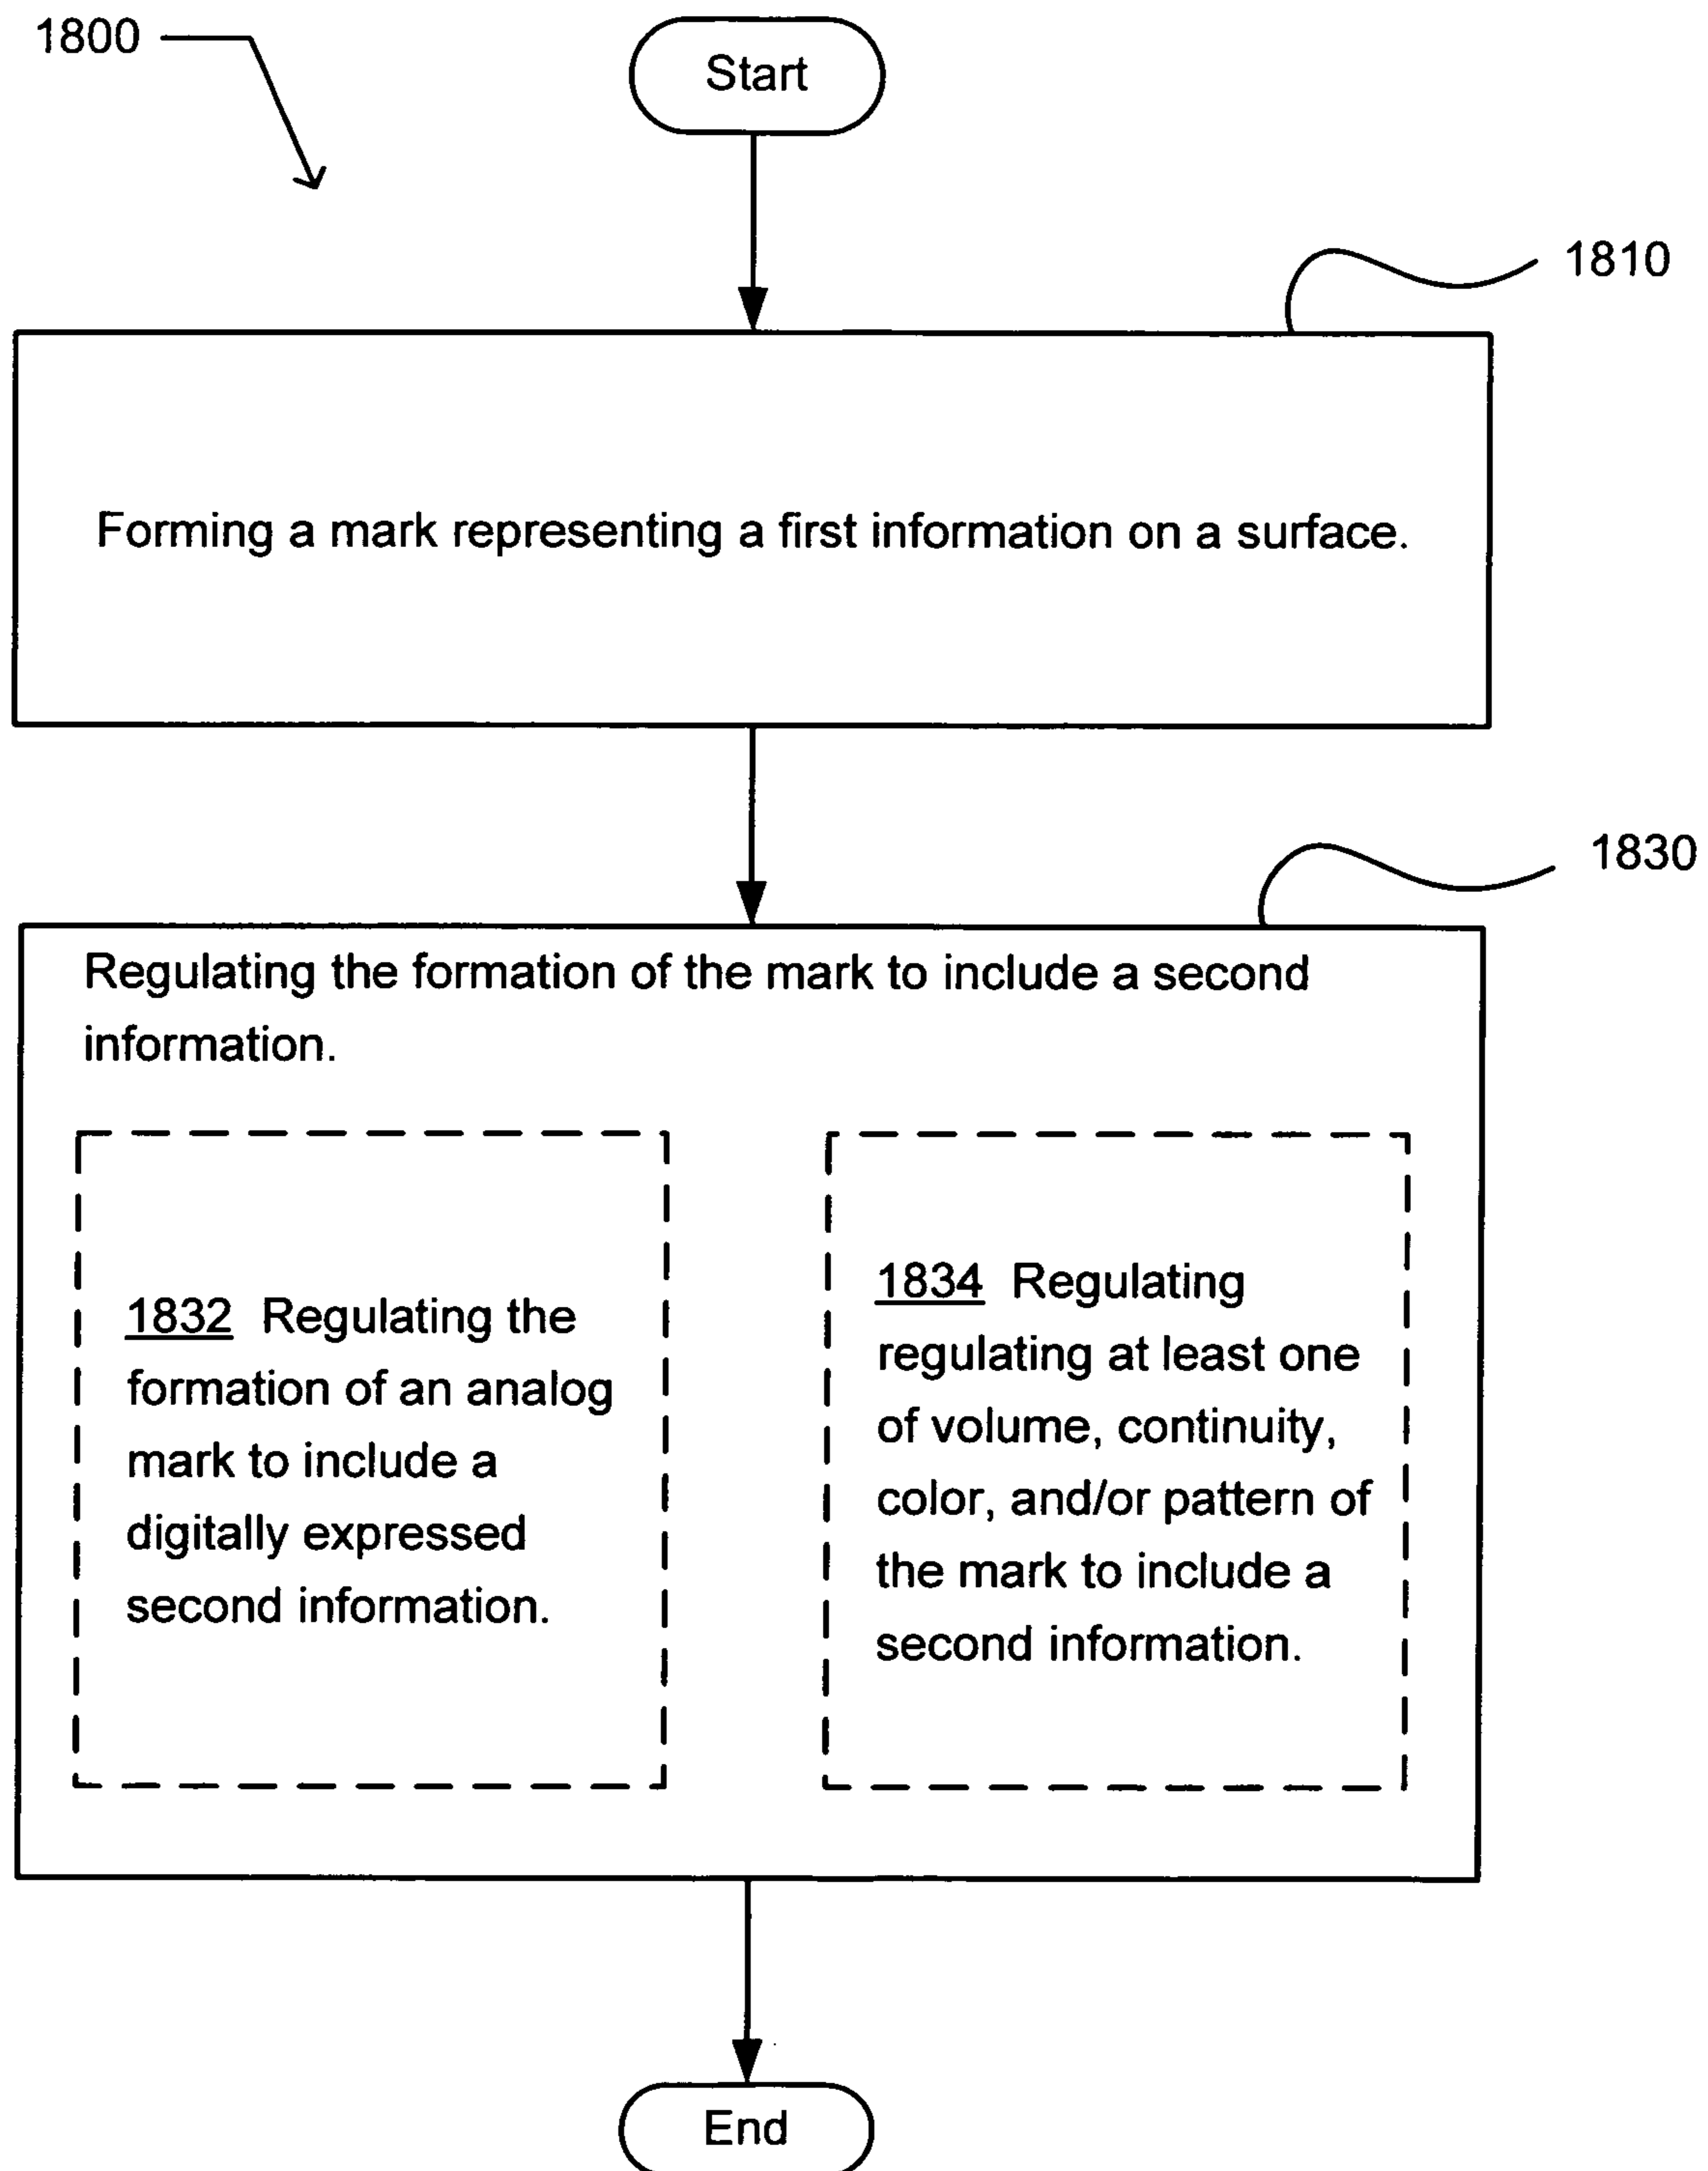 1800
Start
1810
Forming a mark representing a first information on a surface.
1830
Regulating the formation of the mark to include a second
information.
1832 Regulating the
formation of an analog
mark to include a
digitally expressed
second information.
1834 Regulating
regulating at least one
of volume, continuity,
color, and/or pattern of
the mark to include a
second information.
End